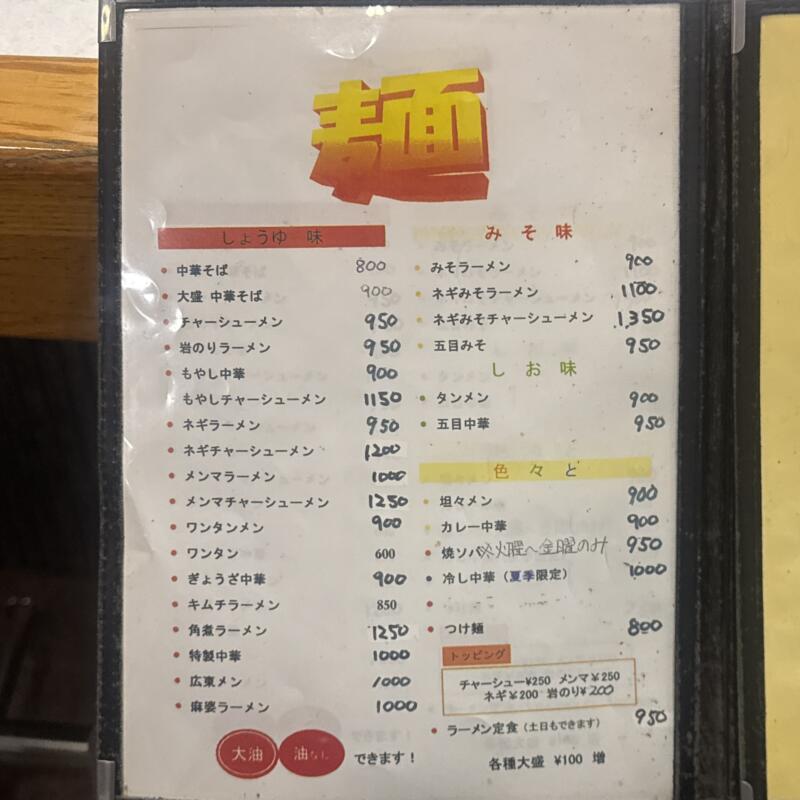 麺
しょうゆ 味
中華そば 800
大盛 中華そば 900
チャーシューメン 950
岩のりラーメン 950
もやし中華 900
もやしチャーシューメン 1150
ネギラーメン 950
ネギチャーシューメン 1200
メンマラーメン 1000
メンマチャーシューメン 1250
ワンタンメン 900
ワンタン 600
ぎょうざ中華 900
キムチラーメン 850
角煮ラーメン 1250
特製中華 1000
広東メン 1000
麻婆ラーメン 1000
大油 油なし できます!
みそ味
みそラーメン 900
ネギみそラーメン 1100
ネギみそチャーシューメン 1,350
五目みそ 950
しお味
タンメン 900
五目中華 950
色々と
坦々メン 900
カレー中華 900
焼ソバ ※火曜~金曜のみ 950
冷し中華(夏季限定) 1000
つけ麺 800
トッピング
チャーシュー¥250 メンマ¥250
ネギ¥200 岩のり¥200
ラーメン定食(土日もできます) 950
各種大盛 ¥100 増